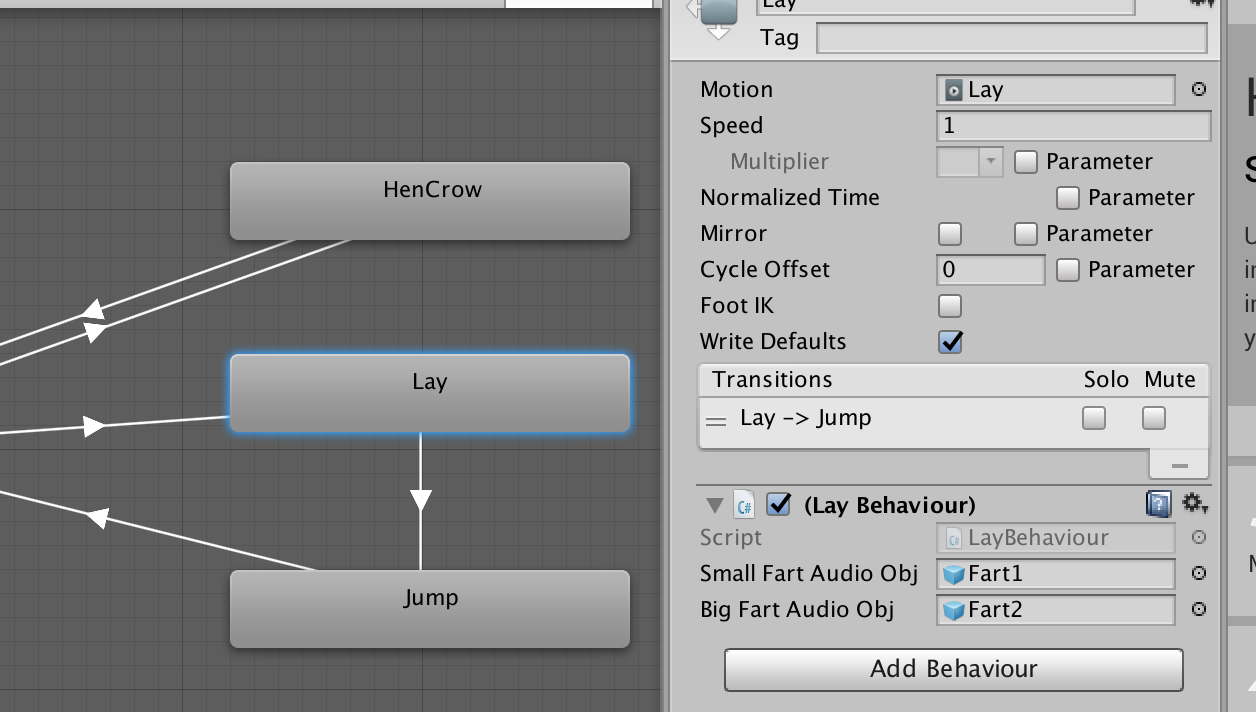 HenCrow
Lay
Jump
Lay
Tag
Motion Lay
Speed 1
Multiplier Parameter
Normalized Time Parameter
Mirror Parameter
Cycle Offset 0 Parameter
Foot IK
Write Defaults
Transitions Solo Mute
Lay -> Jump
C# (Lay Behaviour)
Script C# LayBehaviour
Small Fart Audio Obj Fart1
Big Fart Audio Obj Fart2
Add Behaviour